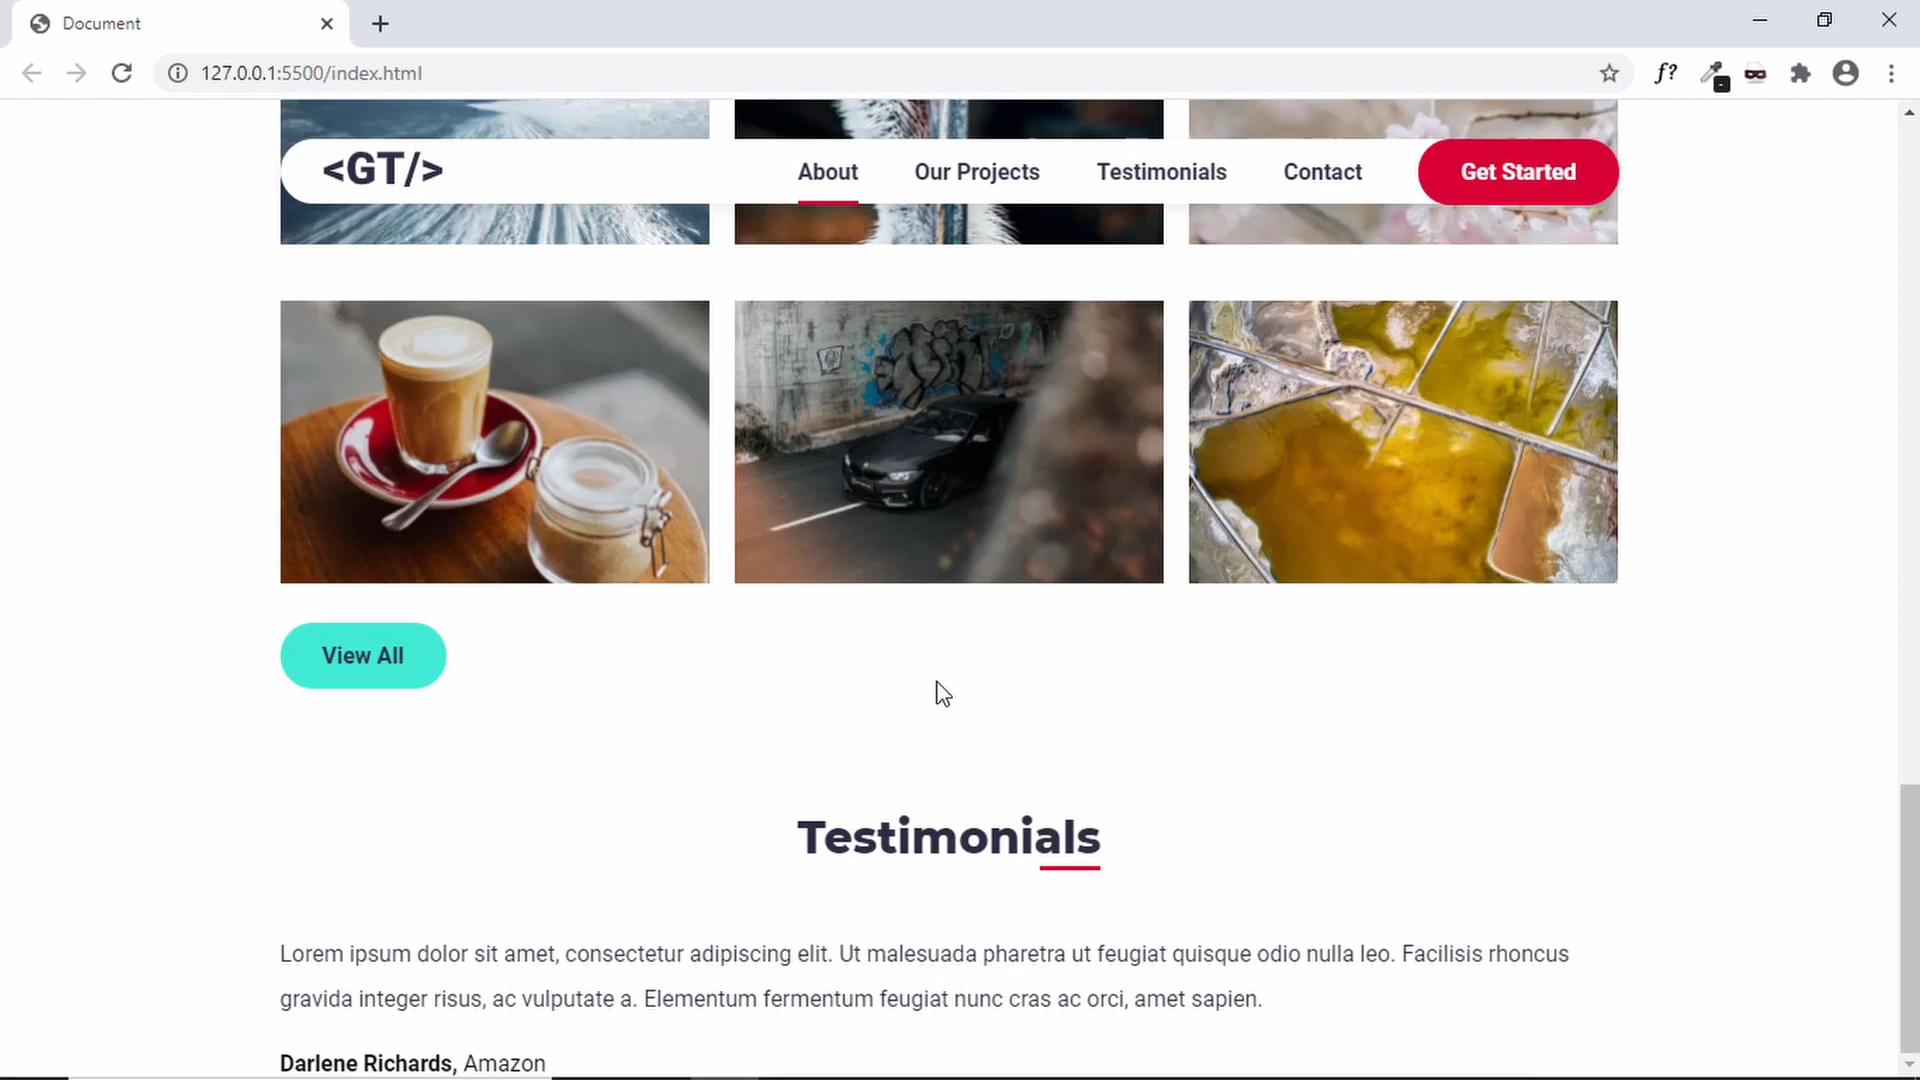 Document
127.0.0.1:5500/index.html
f?
<GT/>
About
Our Projects
Testimonials
Contact
Get Started
View All
Testimonials
Lorem ipsum dolor sit amet, consectetur adipiscing elit. Ut malesuada pharetra ut feugiat quisque odio nulla leo. Facilisis rhoncus
gravida integer risus, ac vulputate a. Elementum fermentum feugiat nunc cras ac orci, amet sapien.
Darlene Richards, Amazon